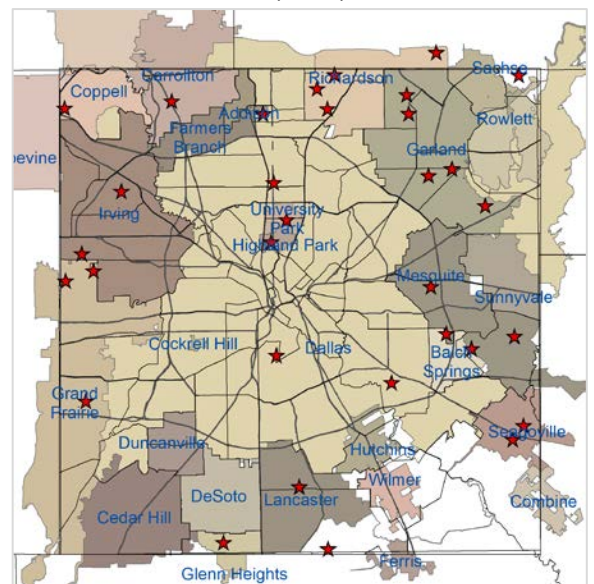 Carrollton
Richardson
Sachse
Coppell
Addison
Rowlett
Farmers
Branch
Garland
evine
Irving
University
Park
Highland Park
Mesquite
Sunnyvale
Cockrell Hill
Dallas
Balch
Springs
Grand
Prairie
Seagoville
Duncanville
Hutchins
DeSoto
Lancaster
Wilmer
Combine
Cedar Hill
Ferris
Glenn Heights